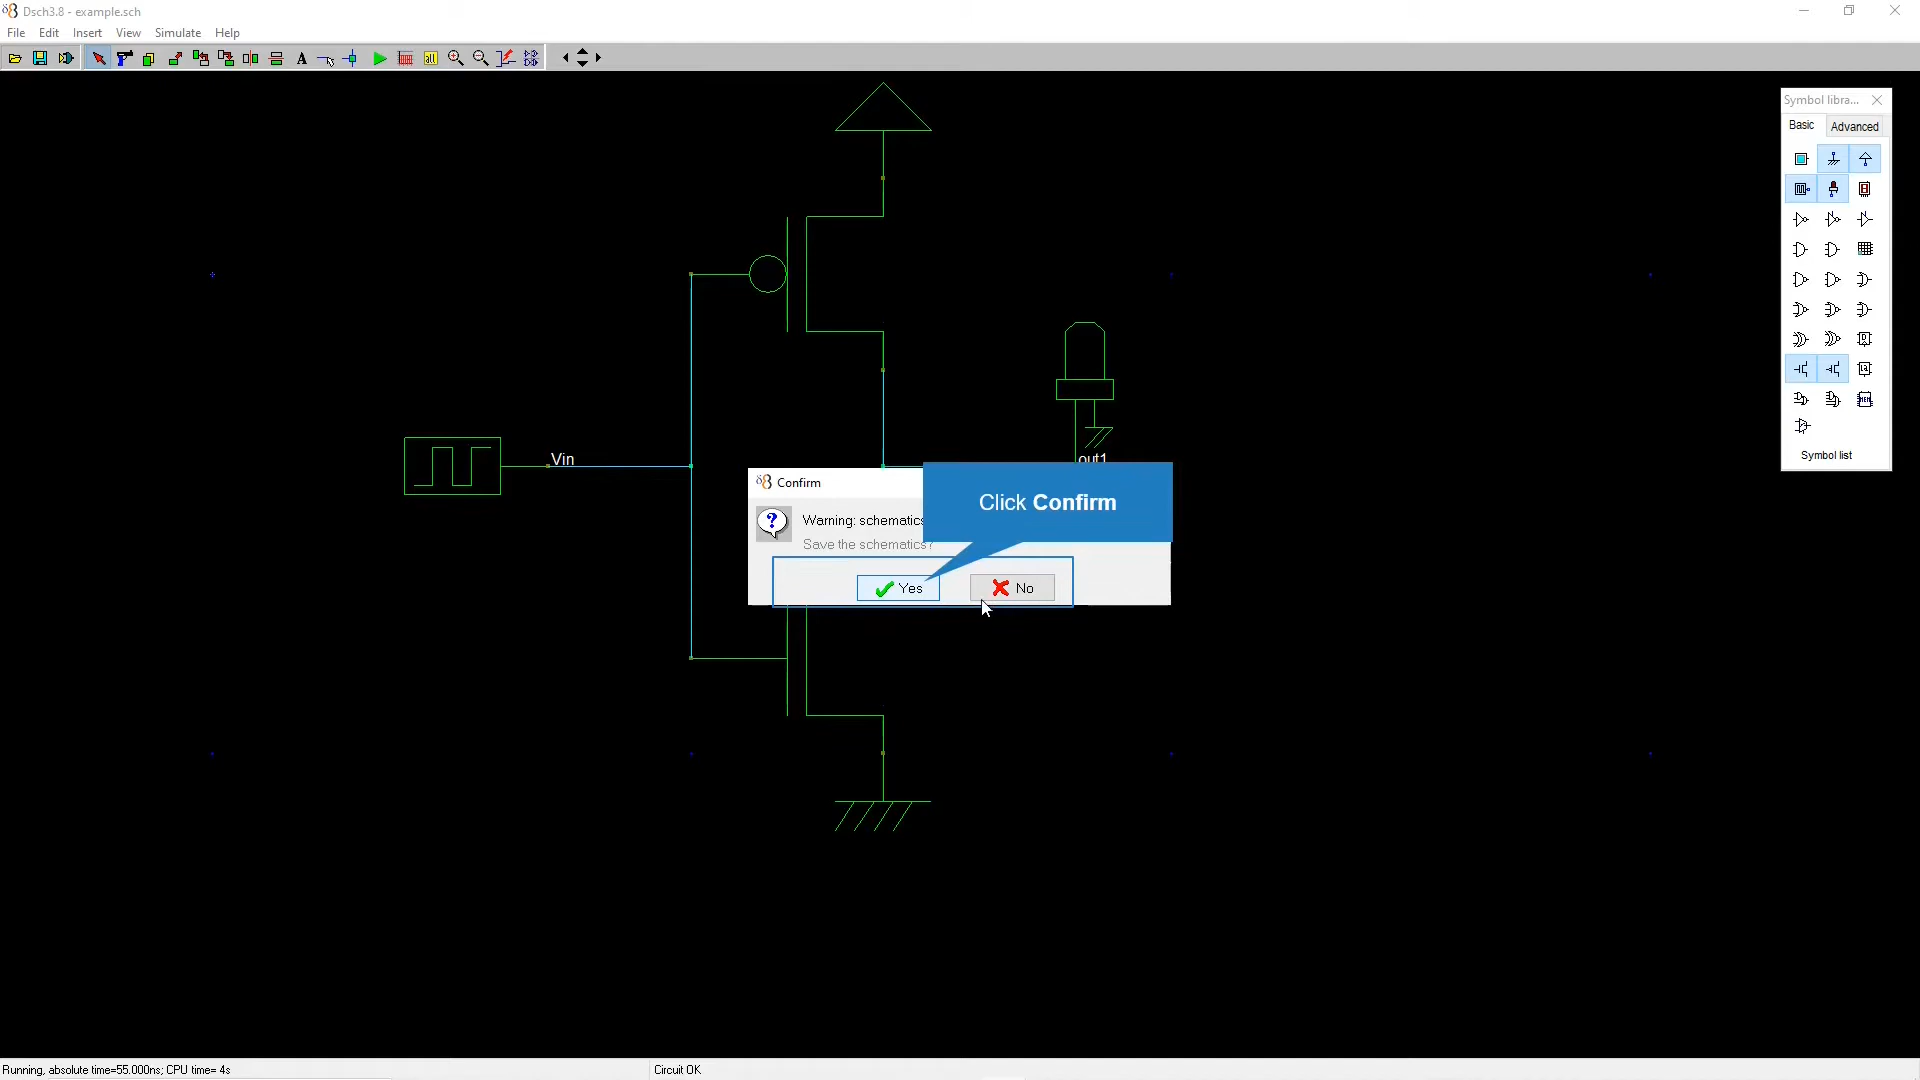 Dsch3.8 - example.sch
File Edit Insert View Simulate Help
Symbol libra...
Basic Advanced
Vin
out1
Confirm
Click Confirm
Warning: schematics
Save the schematics?
Yes No
Symbol list
Running, absolute time=55.000ns; CPU time= 4s
Circuit OK